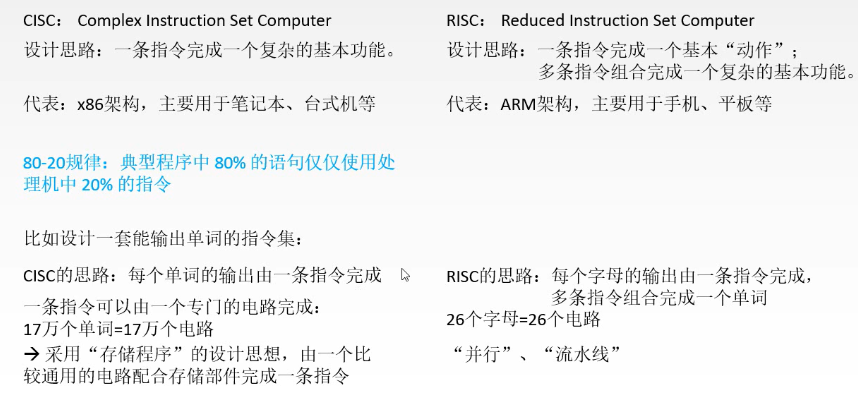 CISC： Complex Instruction Set Computer
设计思路：一条指令完成一个复杂的基本功能。
代表：x86架构，主要用于笔记本、台式机等
80-20规律：典型程序中 80% 的语句仅仅使用处
理机中 20% 的指令
比如设计一套能输出单词的指令集：
CISC的思路：每个单词的输出由一条指令完成
一条指令可以由一个专门的电路完成：
17万个单词=17万个电路
→ 采用“存储程序”的设计思想，由一个比
较通用的电路配合存储部件完成一条指令
RISC： Reduced Instruction Set Computer
设计思路：一条指令完成一个基本“动作”；
多条指令组合完成一个复杂的基本功能。
代表：ARM架构，主要用于手机、平板等
RISC的思路：每个字母的输出由一条指令完成，
多条指令组合完成一个单词
26个字母=26个电路
“并行”、“流水线”